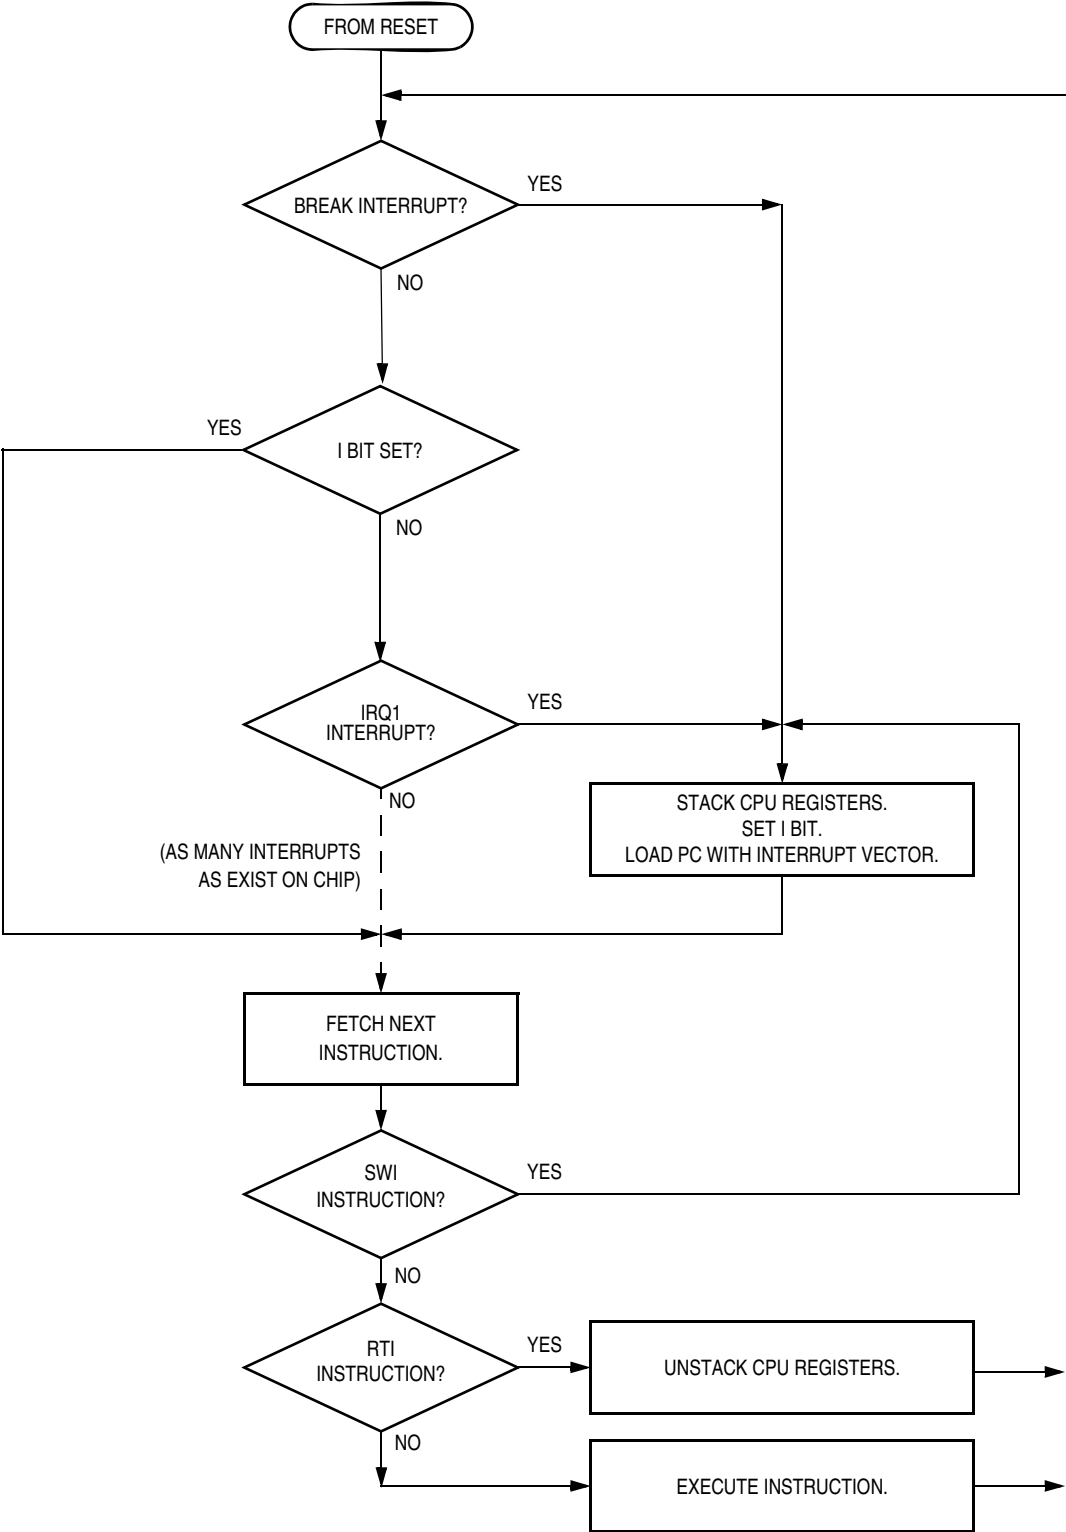 FROM RESET
BREAK INTERRUPT?
YES
NO
YES
I BIT SET?
NO
IRQ1
INTERRUPT?
YES
NO
(AS MANY INTERRUPTS
AS EXIST ON CHIP)
STACK CPU REGISTERS.
SET I BIT.
LOAD PC WITH INTERRUPT VECTOR.
FETCH NEXT
INSTRUCTION.
SWI
INSTRUCTION?
YES
NO
RTI
INSTRUCTION?
YES
UNSTACK CPU REGISTERS.
NO
EXECUTE INSTRUCTION.